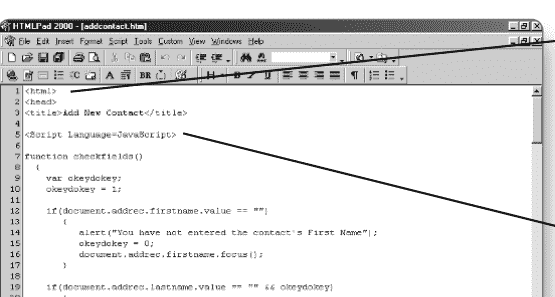 HTMLPad 2000 - [addcontact.htm]
File Edit Insert Format Script Tools Custom View Windows Help
BR
1 <html>
2 <head>
3 <title>Add New Contact</title>
4
5 <Script Language=JavaScript>
6
7 function checkfields()
8 {
9 var okeydokey;
10 okeydokey = 1;
11
12 if(document.addrec.firstname.value == "")
13 {
14 alert("You have not entered the contact's First Name");
15 okeydokey = 0;
16 document.addrec.firstname.focus();
17 }
18
19 if(document.addrec.lastname.value == "" && okeydokey)